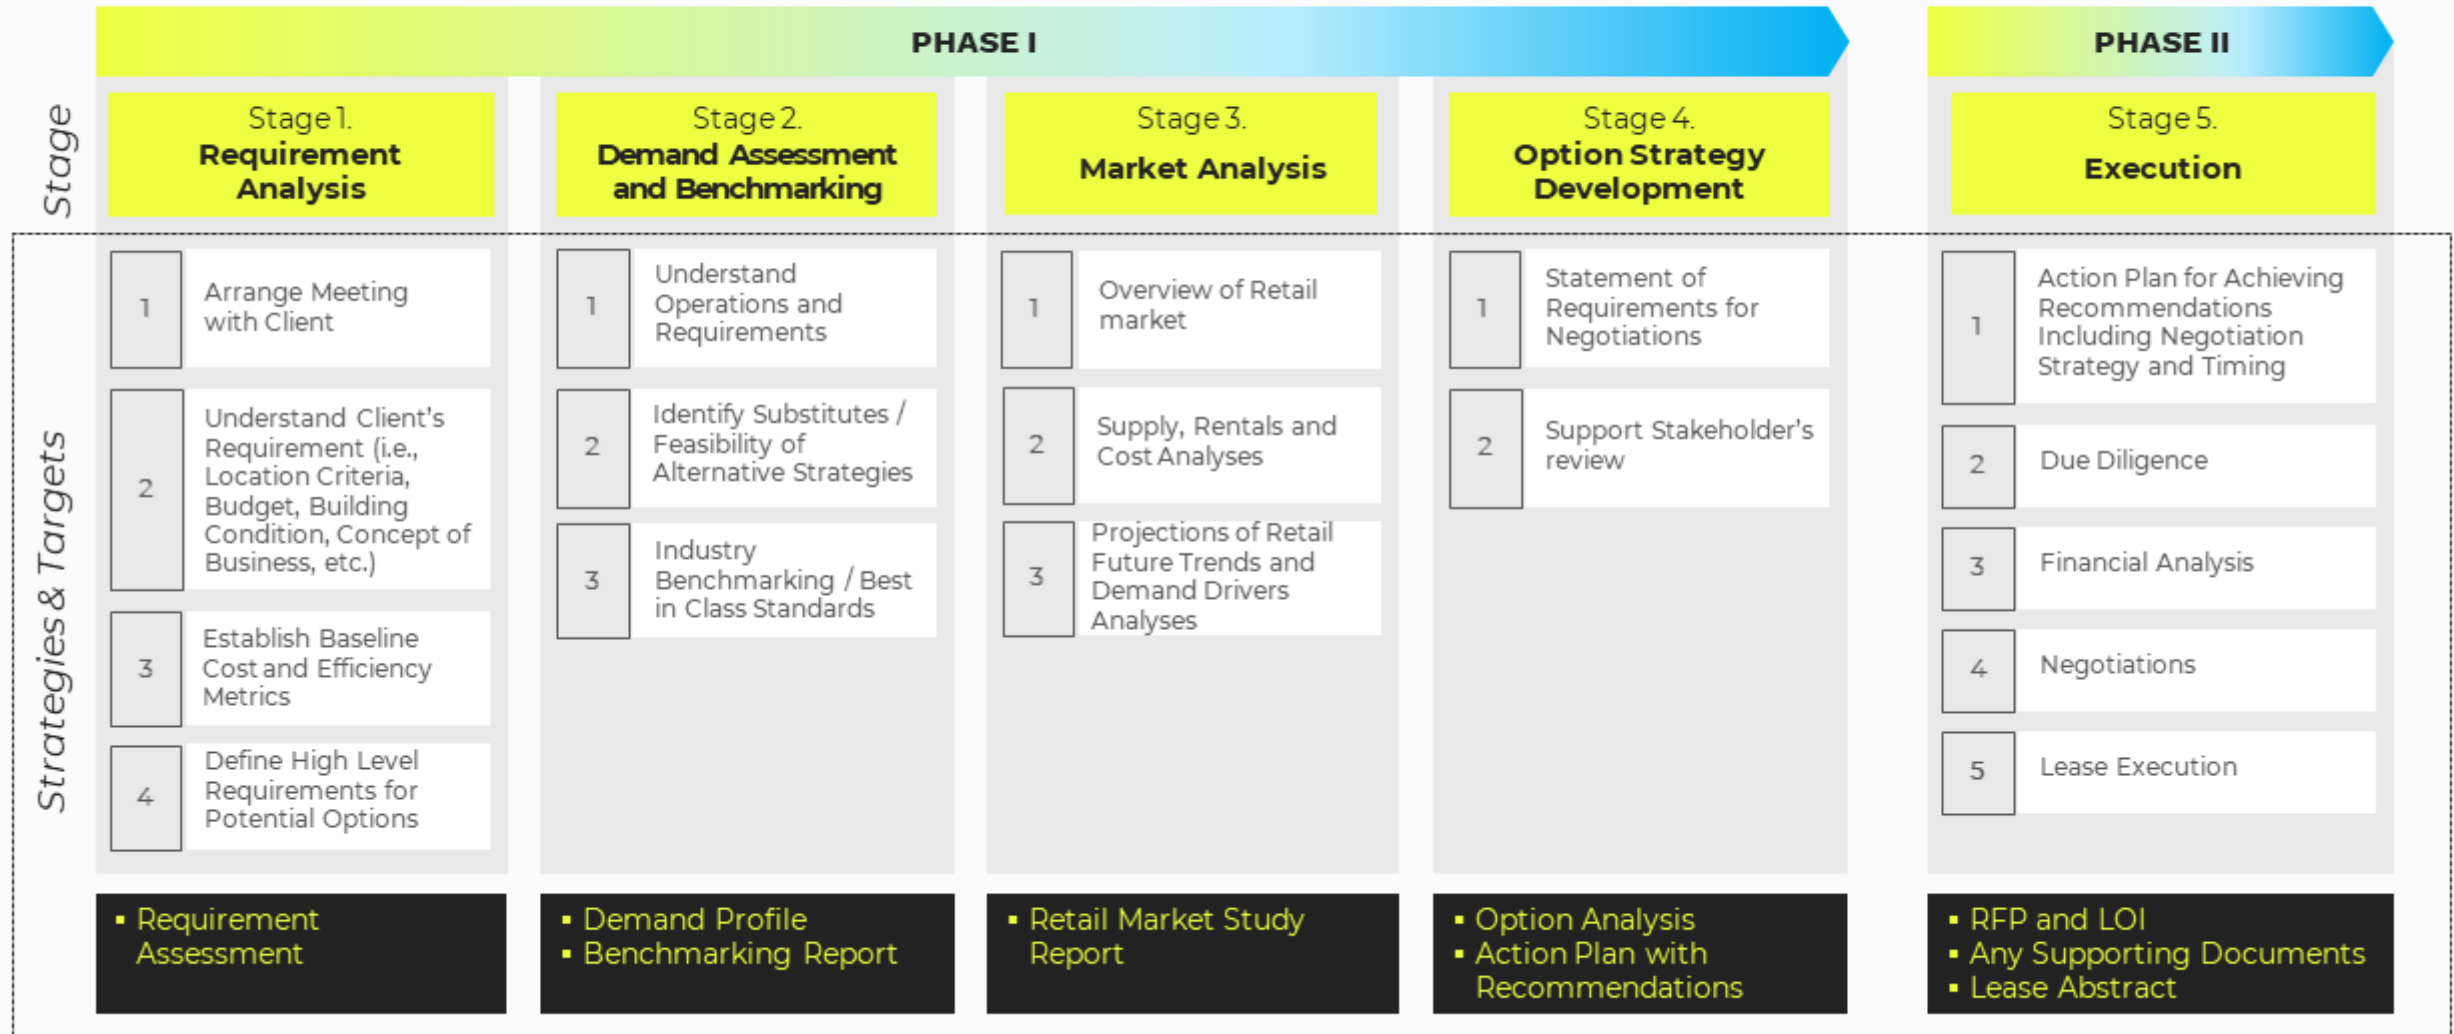 PHASE I
PHASE II
Stage
Stage 1.
Requirement
Analysis
Stage 2.
Demand Assessment
and Benchmarking
Stage 3.
Market Analysis
Stage 4.
Option Strategy
Development
Stage 5.
Execution
Strategies & Targets
1
Arrange Meeting
with Client
2
Understand Client's
Requirement (i.e.,
Location Criteria,
Budget, Building
Condition, Concept of
Business, etc.)
3
Establish Baseline
Cost and Efficiency
Metrics
4
Define High Level
Requirements for
Potential Options
1
Understand
Operations and
Requirements
2
Identify Substitutes /
Feasibility of
Alternative Strategies
3
Industry
Benchmarking / Best
in Class Standards
1
Overview of Retail
market
2
Supply, Rentals and
Cost Analyses
3
Projections of Retail
Future Trends and
Demand Drivers
Analyses
1
Statement of
Requirements for
Negotiations
2
Support Stakeholder's
review
1
Action Plan for Achieving
Recommendations
Including Negotiation
Strategy and Timing
2
Due Diligence
3
Financial Analysis
4
Negotiations
5
Lease Execution
▪ Requirement
Assessment
▪ Demand Profile
▪ Benchmarking Report
▪ Retail Market Study
Report
▪ Option Analysis
▪ Action Plan with
Recommendations
▪ RFP and LOI
▪ Any Supporting Documents
▪ Lease Abstract